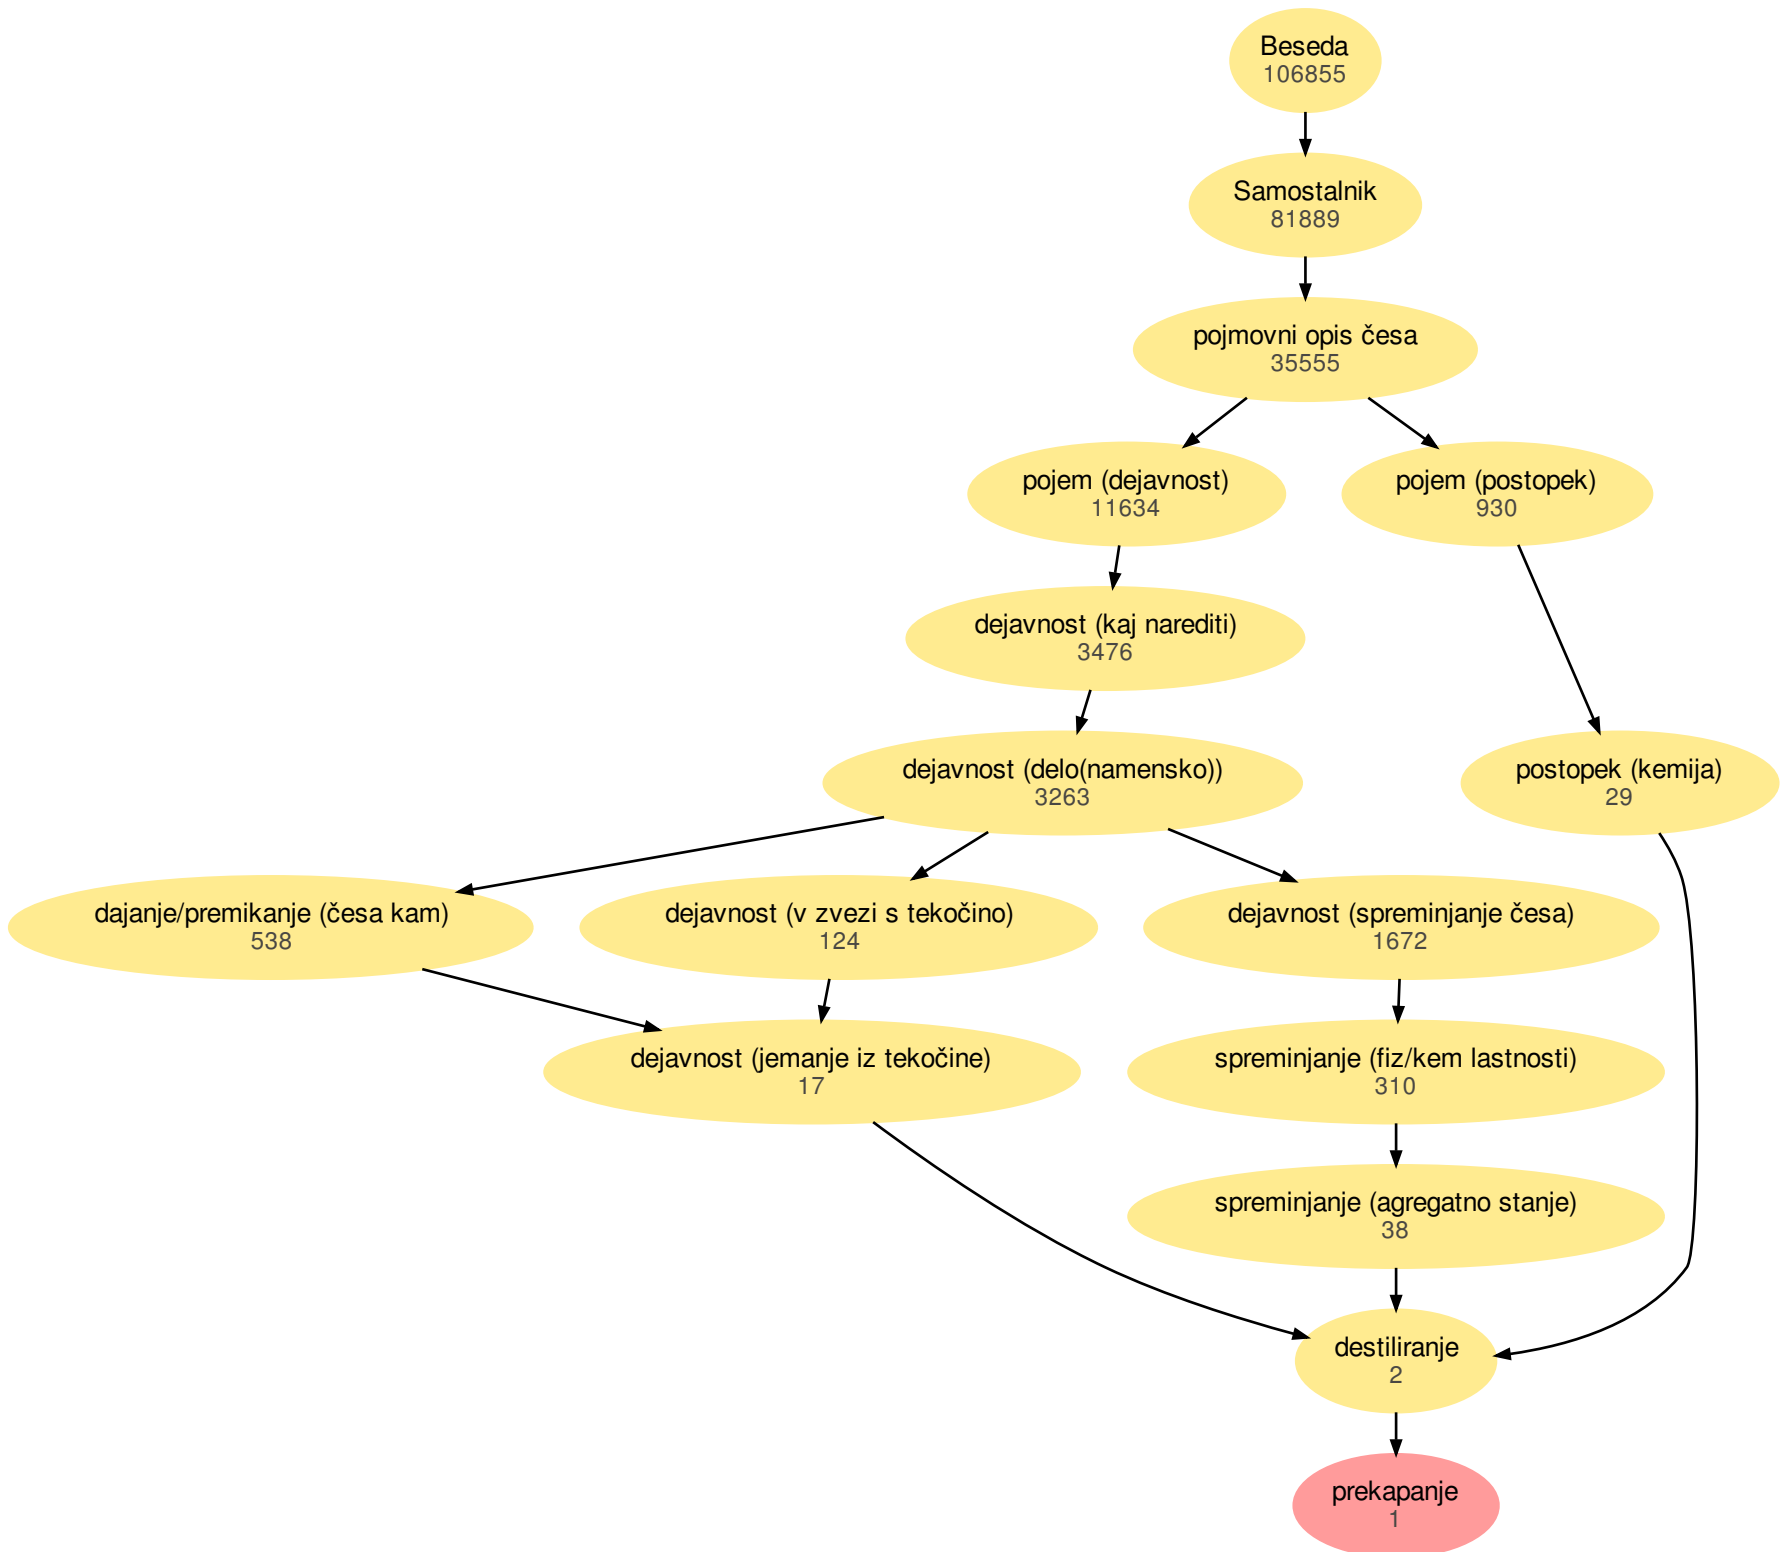 Beseda
106855
Samostalnik
81889
pojmovni opis česa
35555
pojem (dejavnost)
11634
pojem (postopek)
930
dejavnost (kaj narediti)
3476
dejavnost (delo(namensko))
3263
postopek (kemija)
29
dajanje/premikanje (česa kam)
538
dejavnost (v zvezi s tekočino)
124
dejavnost (spreminjanje česa)
1672
dejavnost (jemanje iz tekočine)
17
spreminjanje (fiz/kem lastnosti)
310
spreminjanje (agregatno stanje)
38
destiliranje
2
prekapanje
1